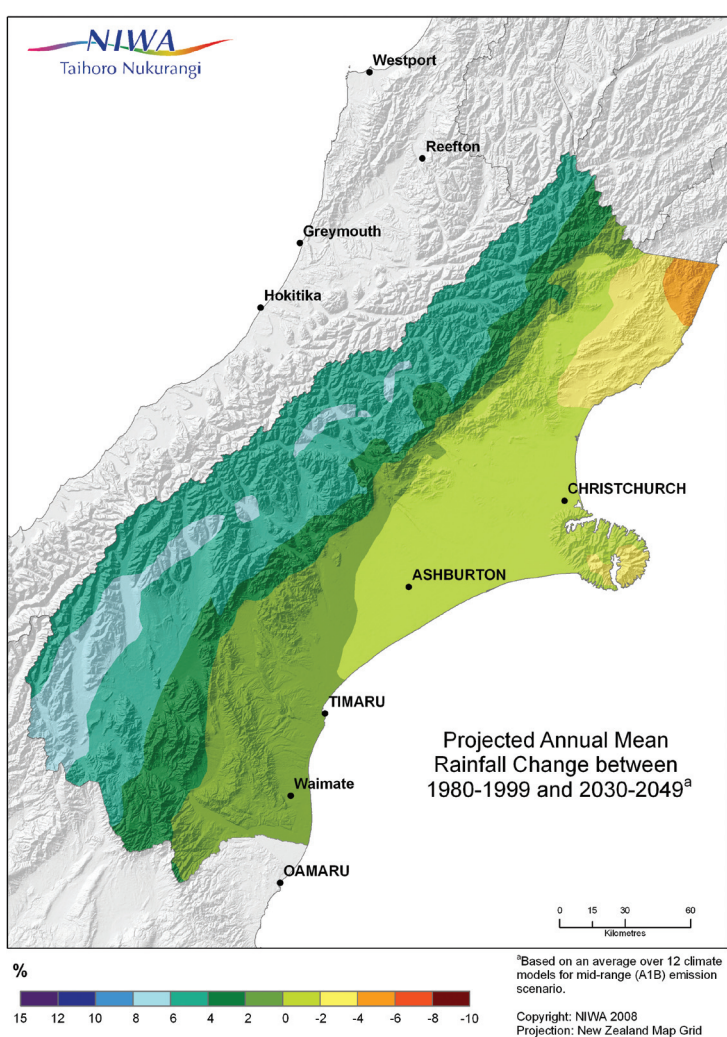 NIWA
Taihoro Nukurangi
Westport
Reefton
Greymouth
Hokitika
CHRISTCHURCH
ASHBURTON
TIMARU
Projected Annual Mean
Rainfall Change between
1980-1999 and 2030-2049a
Waimate
OAMARU
0 15 30 60
Kilometres
%
15 12 10 8 6 4 2 0 -2 -4 -6 -8 -10
aBased on an average over 12 climate
models for mid-range (A1B) emission
scenario.
Copyright: NIWA 2008
Projection: New Zealand Map Grid